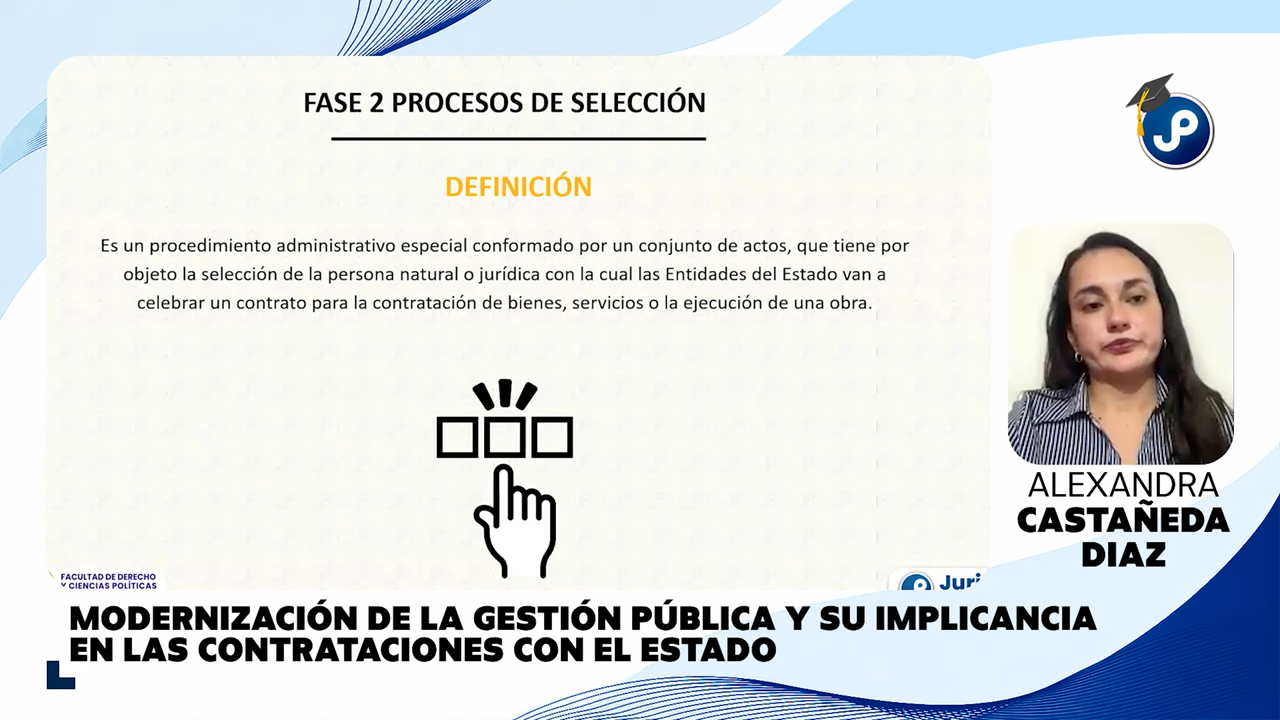 FASE 2 PROCESOS DE SELECCIÓN
DEFINICIÓN
Es un procedimiento administrativo especial conformado por un conjunto de actos, que tiene por
objeto la selección de la persona natural o jurídica con la cual las Entidades del Estado van a
celebrar un contrato para la contratación de bienes, servicios o la ejecución de una obra.
FACULTAD DE DERECHO
Y CIENCIAS POLÍTICAS
Juri
JP
ALEXANDRA
CASTAÑEDA
DIAZ
MODERNIZACIÓN DE LA GESTIÓN PÚBLICA Y SU IMPLICANCIA
EN LAS CONTRATACIONES CON EL ESTADO